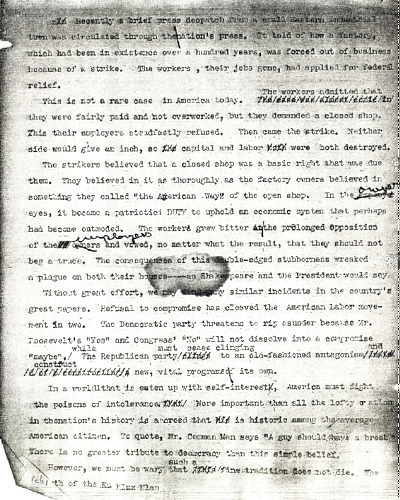 Recently a brief press despatch from a small Eastern industrial
town was circulated through thenation's press. It told of how a factory,
which had been in existence over a hundred years, was forced out of business
because of a strike. The workers , their jobs gone, had applied for federal
relief.
The workers admitted that
This is not a rare case in America today.
they were fairly paid and not overworked, but they demanded a closed shop.
This their employers steadfastly refused. Then came the strike. Neither
side would give an inch, so capital and labor were both destroyed.
The strikers believed that a closed shop was a basic right that was due
them. They believed in it as thoroughly as the factory owners believed in
something they called "the American Way" of the open shop. In the owners
eyes, it became a patriotic DUTY to uphold an economic system that perhaps
had become outmoded. The workers grew bitter at the prolonged opposition
employers
of the and vowed, no matter what the result, that they should not
beg a truce. The consequences of this double-edged stubborness wreaked
a plague on both their houses as Shakespeare and the President would say.
Without great effort, we many similar incidents in the country's
great papers. Refusal to compromise has cleaved the American Labor move-
ment in two. The Democratic party threatens to rip asunder because Mr.
Roosevelt's "Yes" and Congress' "No" will not dissolve into a compromise
while must cease climbing
"maybe", The Republican party to an old-fashioned antagonism and
construct
a new, vital program of its own.
In a worldthat is eaten up with self-interest, America must fight
the poisons of intolerance. More important than all the lofty oration
in thenation's history is a creed that is historic among the average
American citizen. To quote, Mr. Common Man says "A guy should have a break"
There is no greater tribute to democracy than this simple belief.
such a
However, we must be wary that fine tradition does not die. The
of the Ku Klux Klan